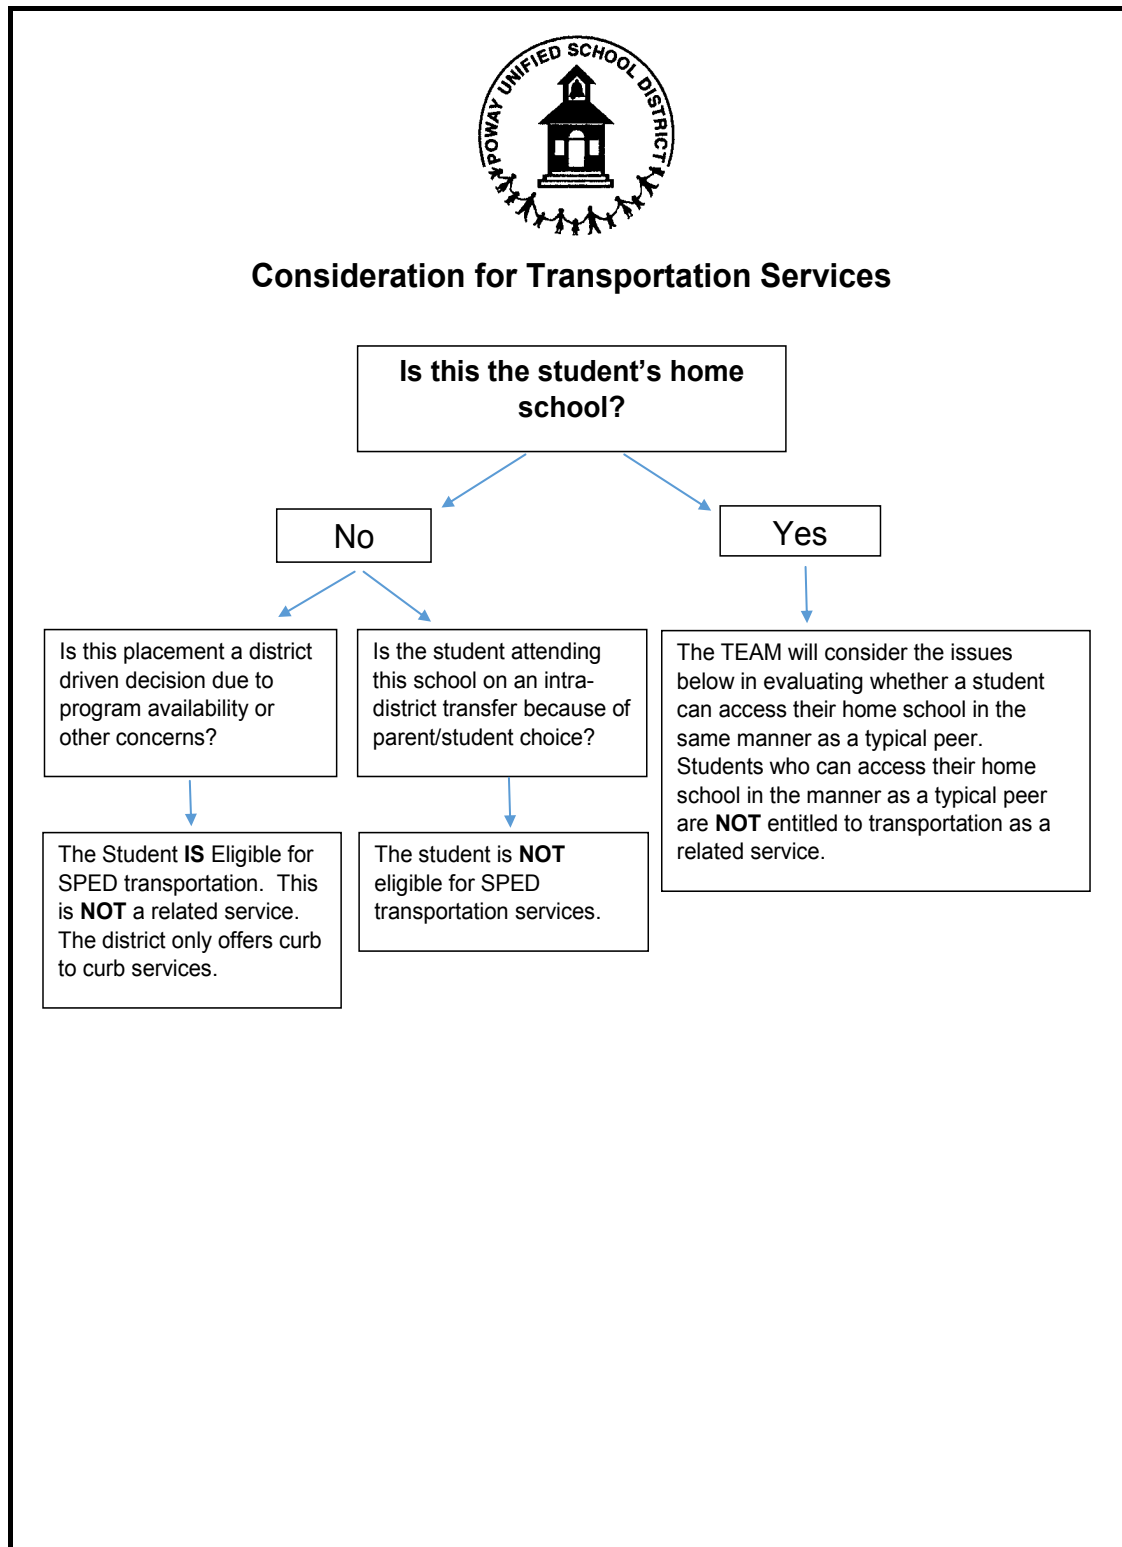 POWAY UNIFIED SCHOOL DISTRICT
Consideration for Transportation Services
Is this the student’s home
school?
No
Yes
Is this placement a district
driven decision due to
program availability or
other concerns?
Is the student attending
this school on an intra-
district transfer because of
parent/student choice?
The TEAM will consider the issues
below in evaluating whether a student
can access their home school in the
same manner as a typical peer.
Students who can access their home
school in the manner as a typical peer
are NOT entitled to transportation as a
related service.
The Student IS Eligible for
SPED transportation.  This
is NOT a related service.
The district only offers curb
to curb services.
The student is NOT
eligible for SPED
transportation services.